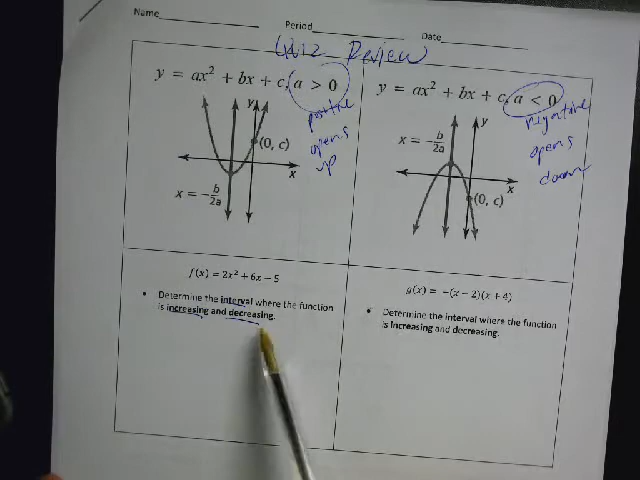 Name Period Date
Quiz Review
y = ax² + bx + c, a > 0
positive
opens
up
y
(0, c)
x
x = -b/2a
y = ax² + bx + c, a < 0
negative
opens
down
x = -b/2a
y
x
(0, c)
f(x) = 2x² + 6x - 5
• Determine the interval where the function
is increasing and decreasing.
g(x) = -(x - 2)(x + 4)
• Determine the interval where the function
is increasing and decreasing.